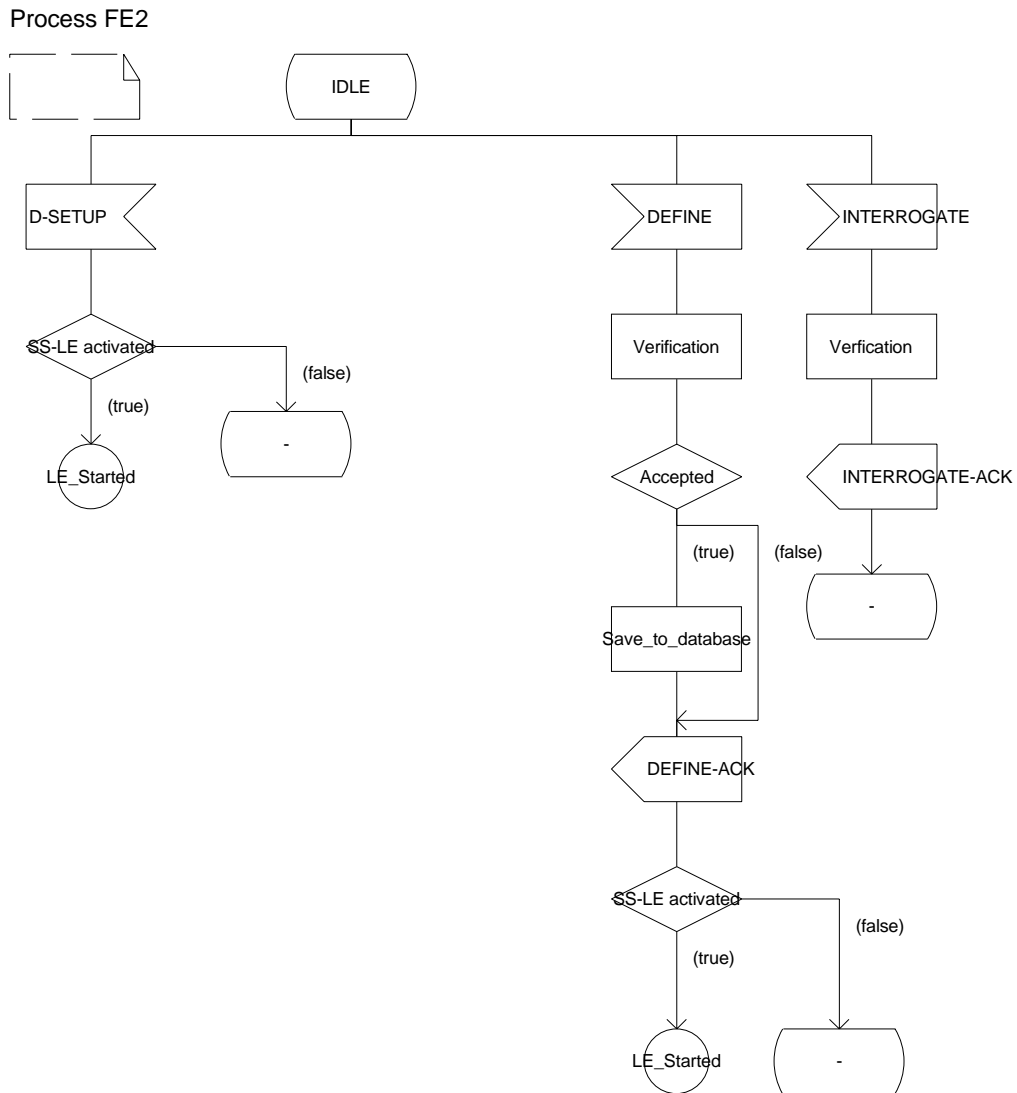 Process FE2
IDLE
D-SETUP
DEFINE
INTERROGATE
SS-LE activated
(false)
(true)
-
LE_Started
Verification
Verfication
Accepted
INTERROGATE-ACK
(true)
(false)
-
Save_to_database
DEFINE-ACK
SS-LE activated
(false)
(true)
LE_Started
-